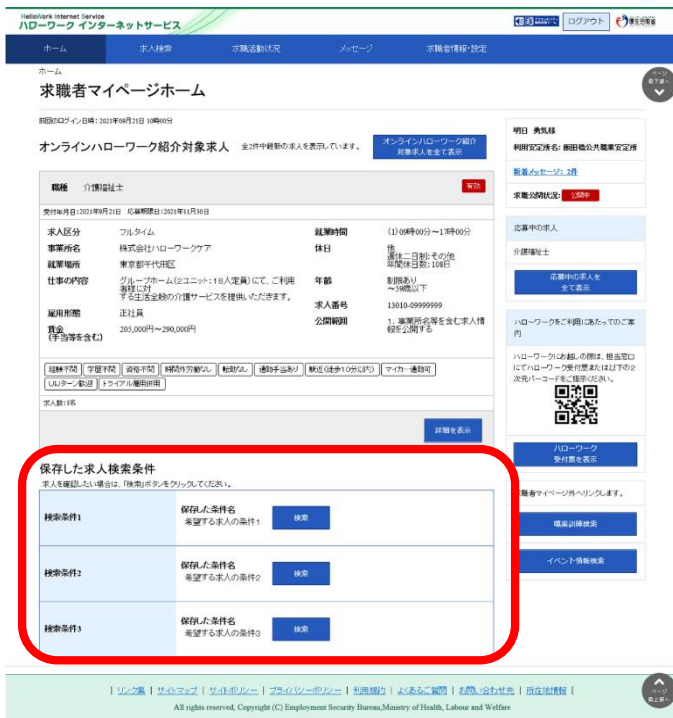 HelloWork Internet Service
ハローワーク インターネットサービス
ログアウト
厚生労働省
ホーム
求人検索
求職活動状況
メッセージ
求職者情報・設定
ホーム
求職者マイページホーム
ページ
最下部へ
前回のログイン日時：2021年09月21日 10時00分
オンラインハローワーク紹介対象求人 全2件中最新の求人を表示しています。
オンラインハローワーク紹介
対象求人を全て表示
職種 介護福祉士
有効
受付年月日：2021年9月21日 応募期限日：2021年11月30日
求人区分 フルタイム
事業所名 株式会社ハローワークケア
就業場所 東京都千代田区
仕事の内容 グループホーム(2ユニット：18人定員)にて、ご利用
者様に対
する生活全般の介護サービスを提供いただきます。
雇用形態 正社員
賃金
(手当等を含む)
205,000円〜290,000円
就業時間 (1)09時00分〜17時00分
休日 他
週休二日制：その他
年間休日数：108日
年齢 制限あり
〜59歳以下
求人番号 13010-09999999
公開範囲 1．事業所名等を含む求人情
報を公開する
経験不問 学歴不問 資格不問 時間外労働なし 転勤なし 通勤手当あり 駅近(徒歩10分以内) マイカー通勤可
UIJターン歓迎 トライアル雇用併用
求人数：1名
詳細を表示
保存した求人検索条件
求人を確認したい場合は、「検索」ボタンをクリックしてください。
検索条件1
保存した条件名
希望する求人の条件1
検索
検索条件2
保存した条件名
希望する求人の条件2
検索
検索条件3
保存した条件名
希望する求人の条件3
検索
明日 勇気様
利用安定所名：飯田橋公共職業安定所
新着メッセージ：2件
求職公開状況：公開中
応募中の求人
介護福祉士
応募中の求人を
全て表示
ハローワークをご利用にあたってのご案
内
ハローワークにお越しの際は、担当窓口
にてハローワーク受付票または以下の2
次元バーコードをご提示ください。
ハローワーク
受付票を表示
職者マイページ外へリンクします。
職業訓練検索
イベント情報検索
| リンク集 | サイトマップ | サイトポリシー | プライバシーポリシー | 利用規約 | よくあるご質問 | お問い合わせ先 | 所在地情報 |
All rights reserved, Copyright (C) Employment Security Bureau,Ministry of Health, Labour and Welfare
ページ
最上部へ